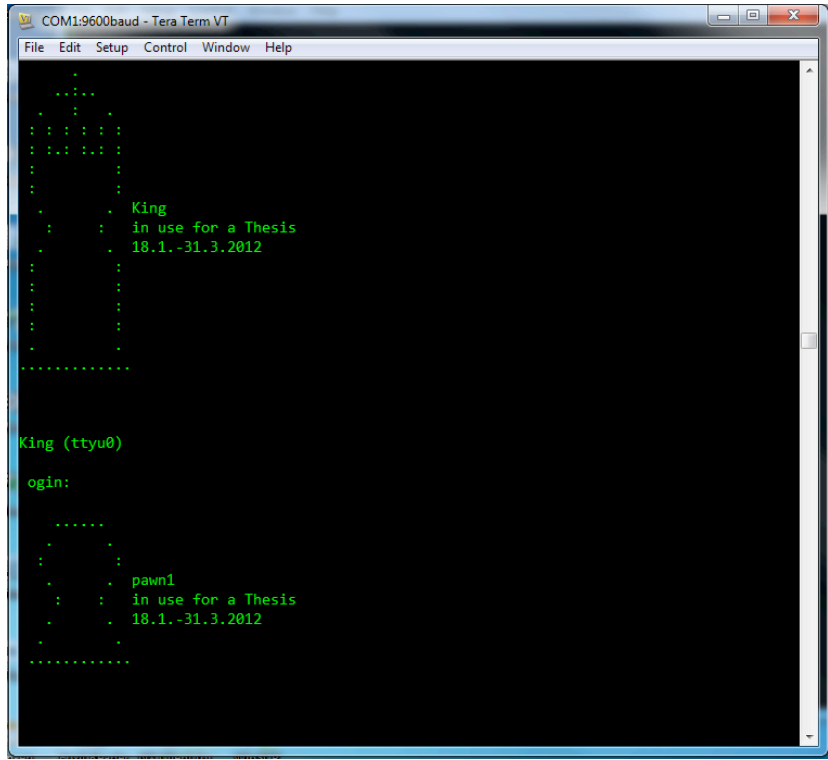 COM1:9600baud - Tera Term VT
File Edit Setup Control Window Help
King
in use for a Thesis
18.1.-31.3.2012
King (ttyu0)
ogin:
pawn1
in use for a Thesis
18.1.-31.3.2012